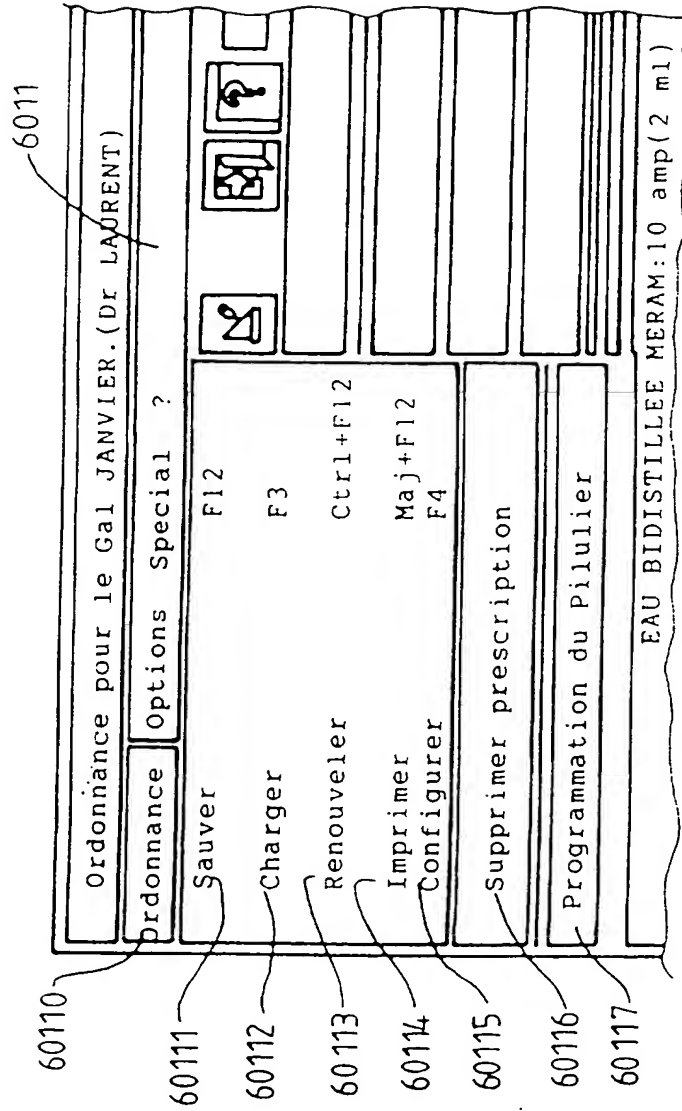 6011
Ordonnance pour le Gal JANVIER.(Dr LAURENT)
60110
Ordonnance Options Special ?
60111
Sauver F12
60112
Charger F3
60113
Renouveler Ctrl+F12
60114
Imprimer Maj+F12
60115
Configurer F4
60116
Supprimer prescription
60117
Programmation du Pilulier
EAU BIDISTILLEE MERAM:10 amp(2 ml)
?